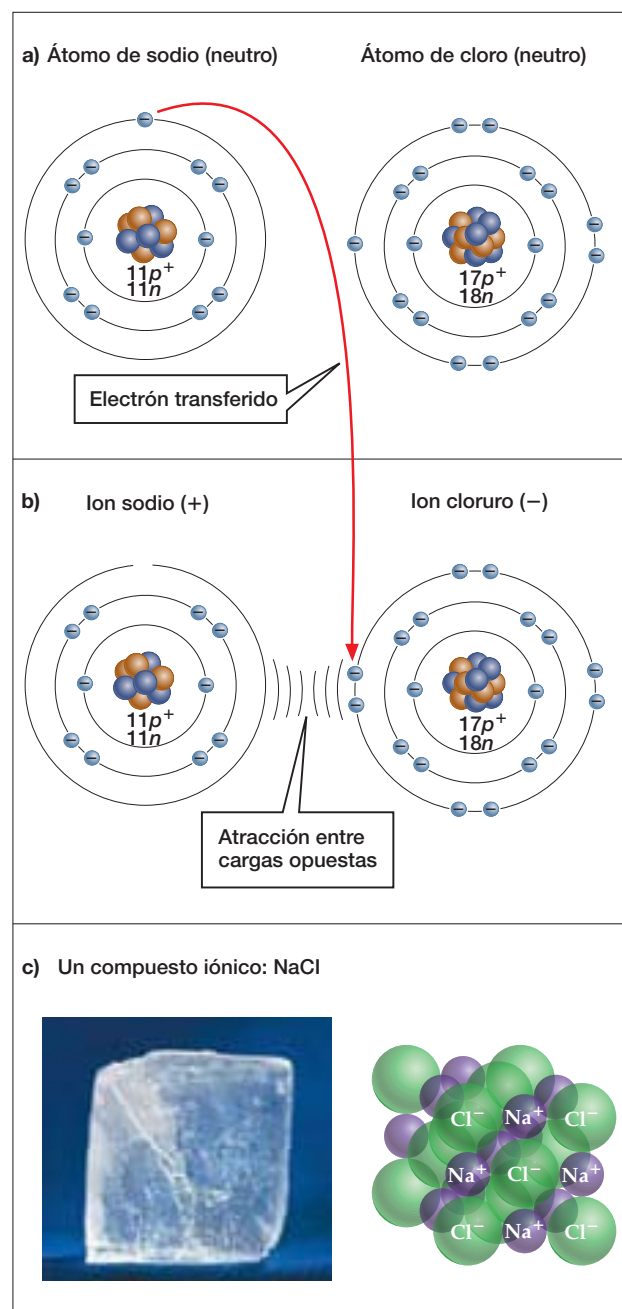 a) Átomo de sodio (neutro)
Átomo de cloro (neutro)
11p⁺
11n
17p⁺
18n
Electrón transferido
b) Ion sodio (+)
Ion cloruro (−)
11p⁺
11n
17p⁺
18n
Atracción entre
cargas opuestas
c) Un compuesto iónico: NaCl
Cl⁻ Na⁺ Cl⁻
Na⁺ Cl⁻ Na⁺
Cl⁻ Na⁺ Cl⁻